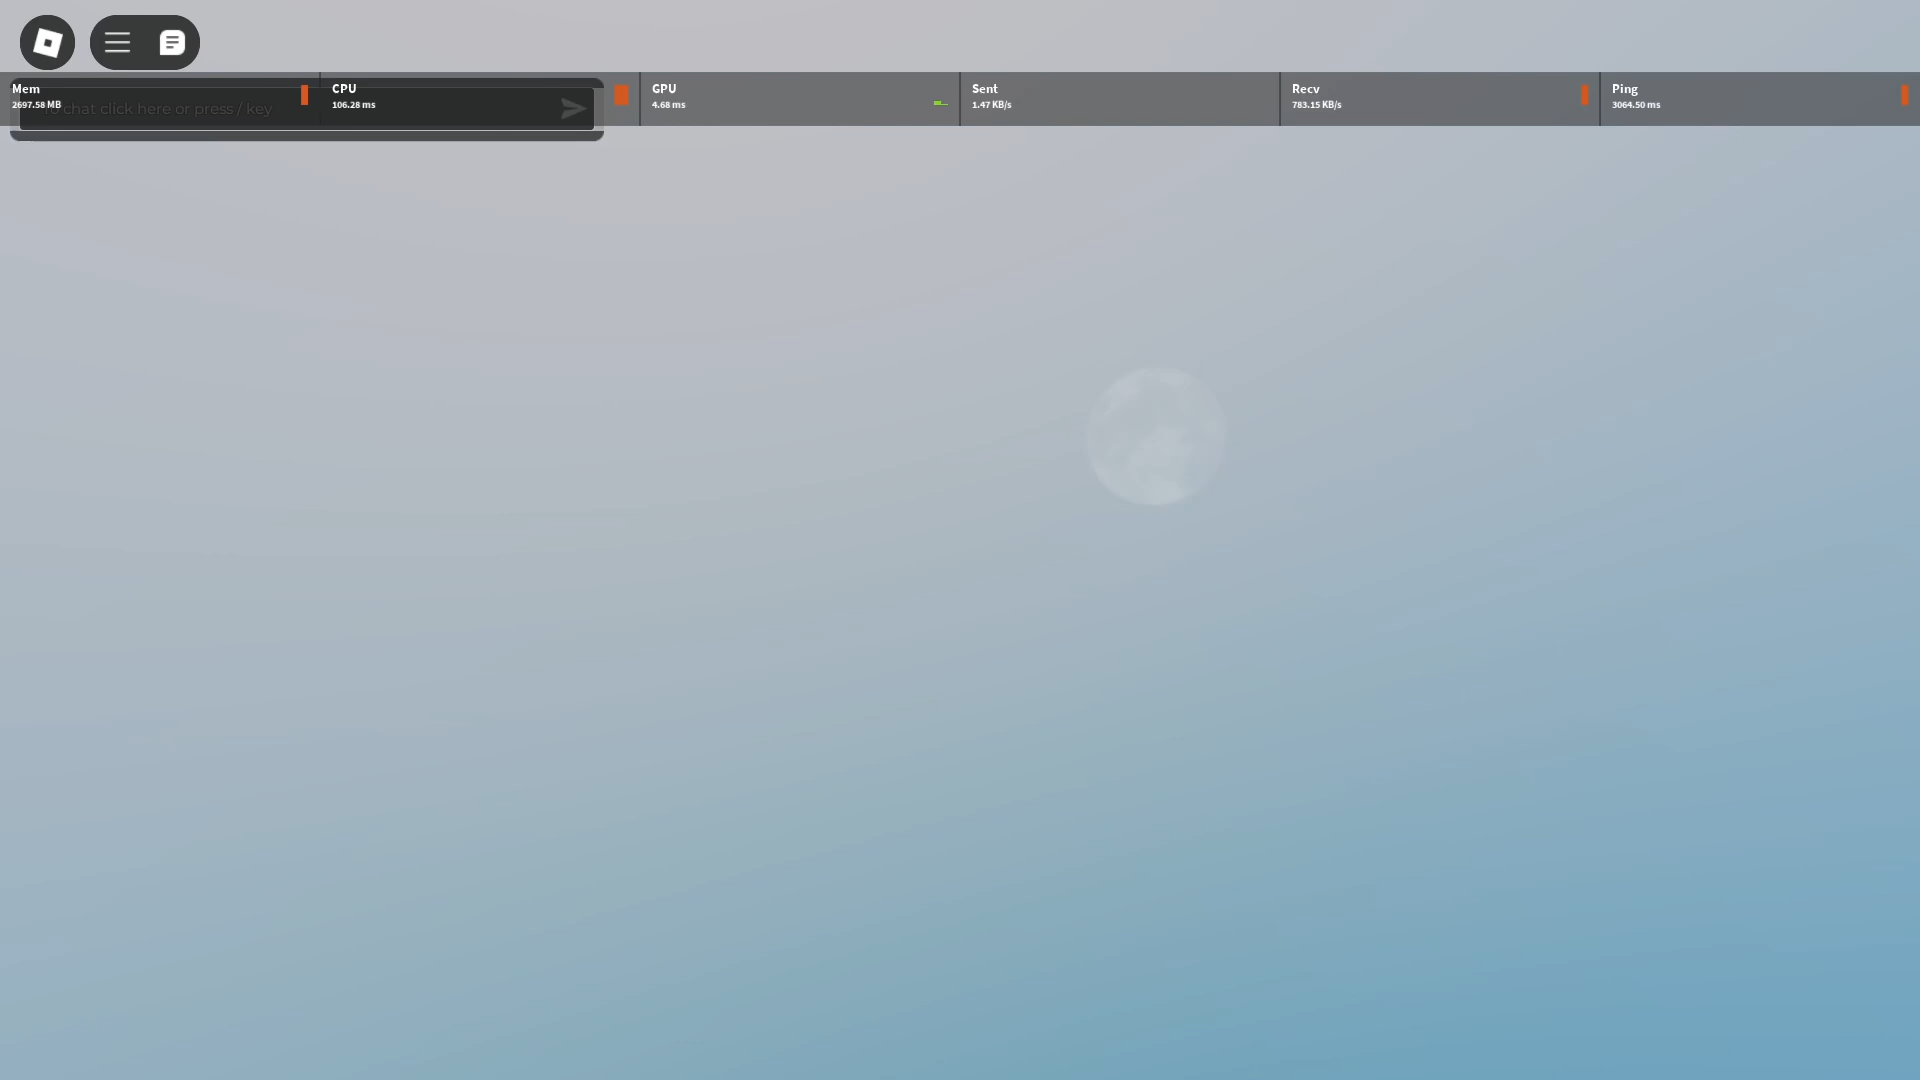 Mem
2697.58 MB
To chat click here or press / key
CPU
106.28 ms
GPU
4.68 ms
Sent
1.47 KB/s
Recv
783.15 KB/s
Ping
3064.50 ms